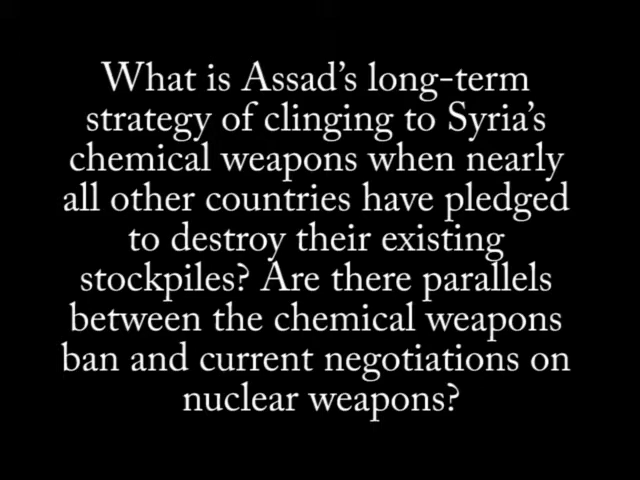 What is Assad’s long-term
strategy of clinging to Syria’s
chemical weapons when nearly
all other countries have pledged
to destroy their existing
stockpiles? Are there parallels
between the chemical weapons
ban and current negotiations on
nuclear weapons?